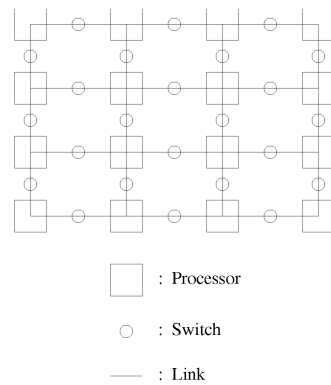 : Processor
: Switch
: Link